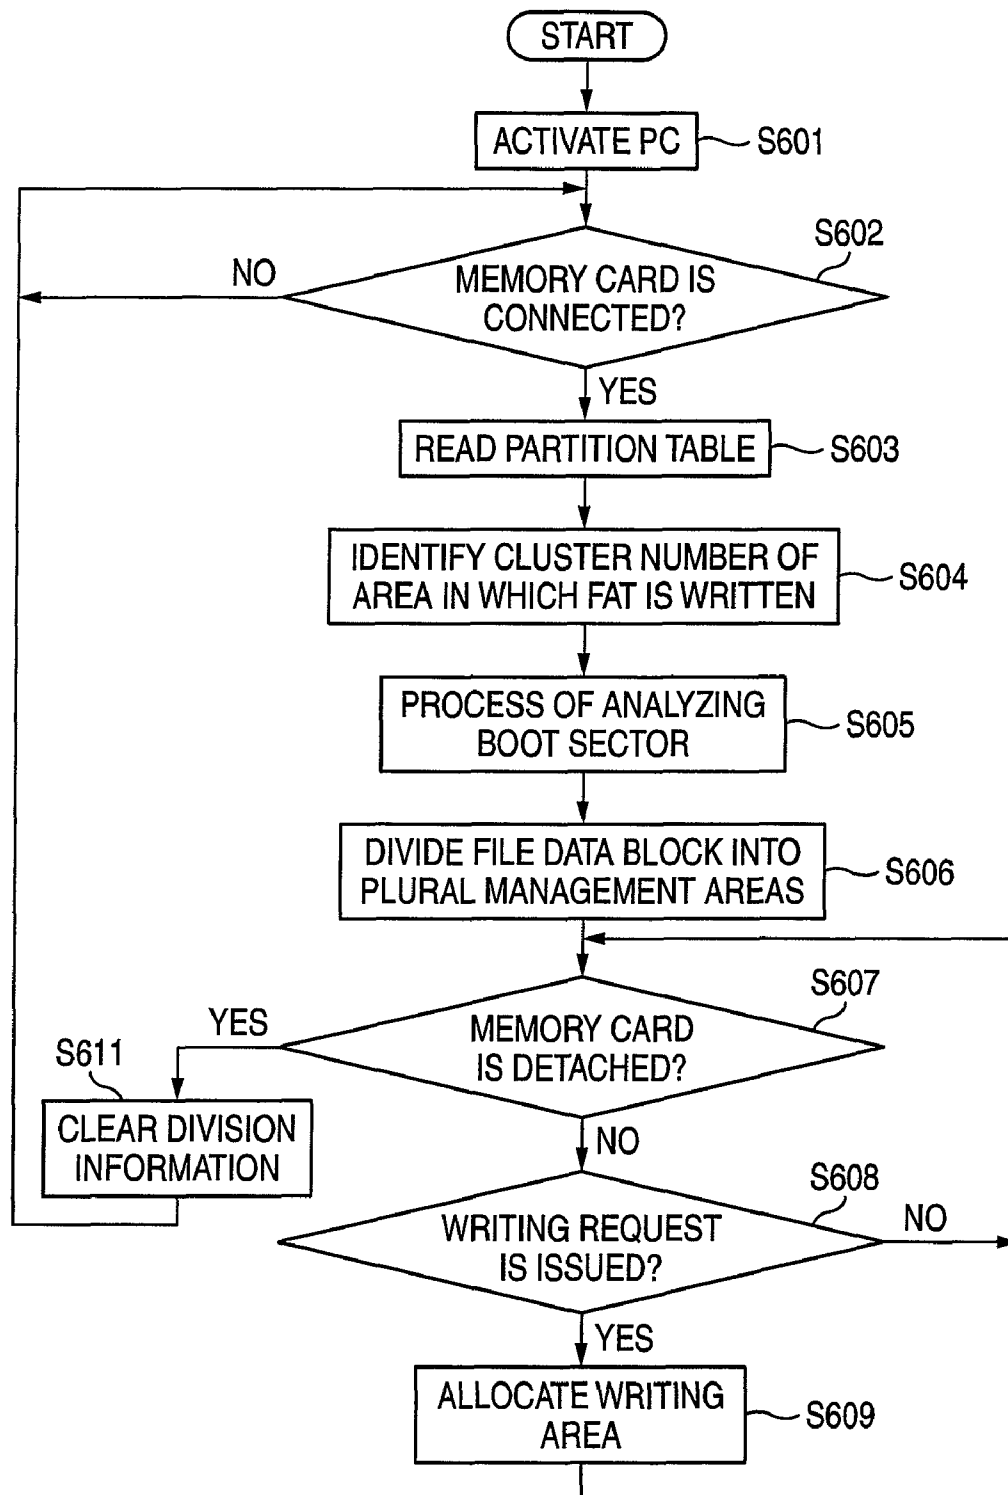 START
ACTIVATE PC
S601
S602
NO
MEMORY CARD IS
CONNECTED?
YES
READ PARTITION TABLE
S603
IDENTIFY CLUSTER NUMBER OF
AREA IN WHICH FAT IS WRITTEN
S604
PROCESS OF ANALYZING
BOOT SECTOR
S605
DIVIDE FILE DATA BLOCK INTO
PLURAL MANAGEMENT AREAS
S606
S607
YES
MEMORY CARD
IS DETACHED?
S611
CLEAR DIVISION
INFORMATION
NO
S608
WRITING REQUEST
IS ISSUED?
NO
YES
ALLOCATE WRITING
AREA
S609